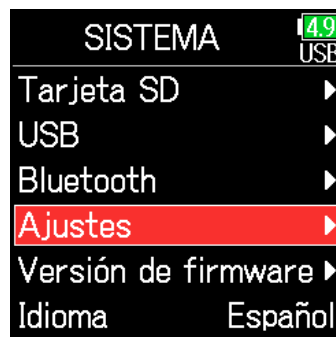 SISTEMA
4.9
USB
Tarjeta SD
USB
Bluetooth
Ajustes
Versión de firmware
Idioma Español